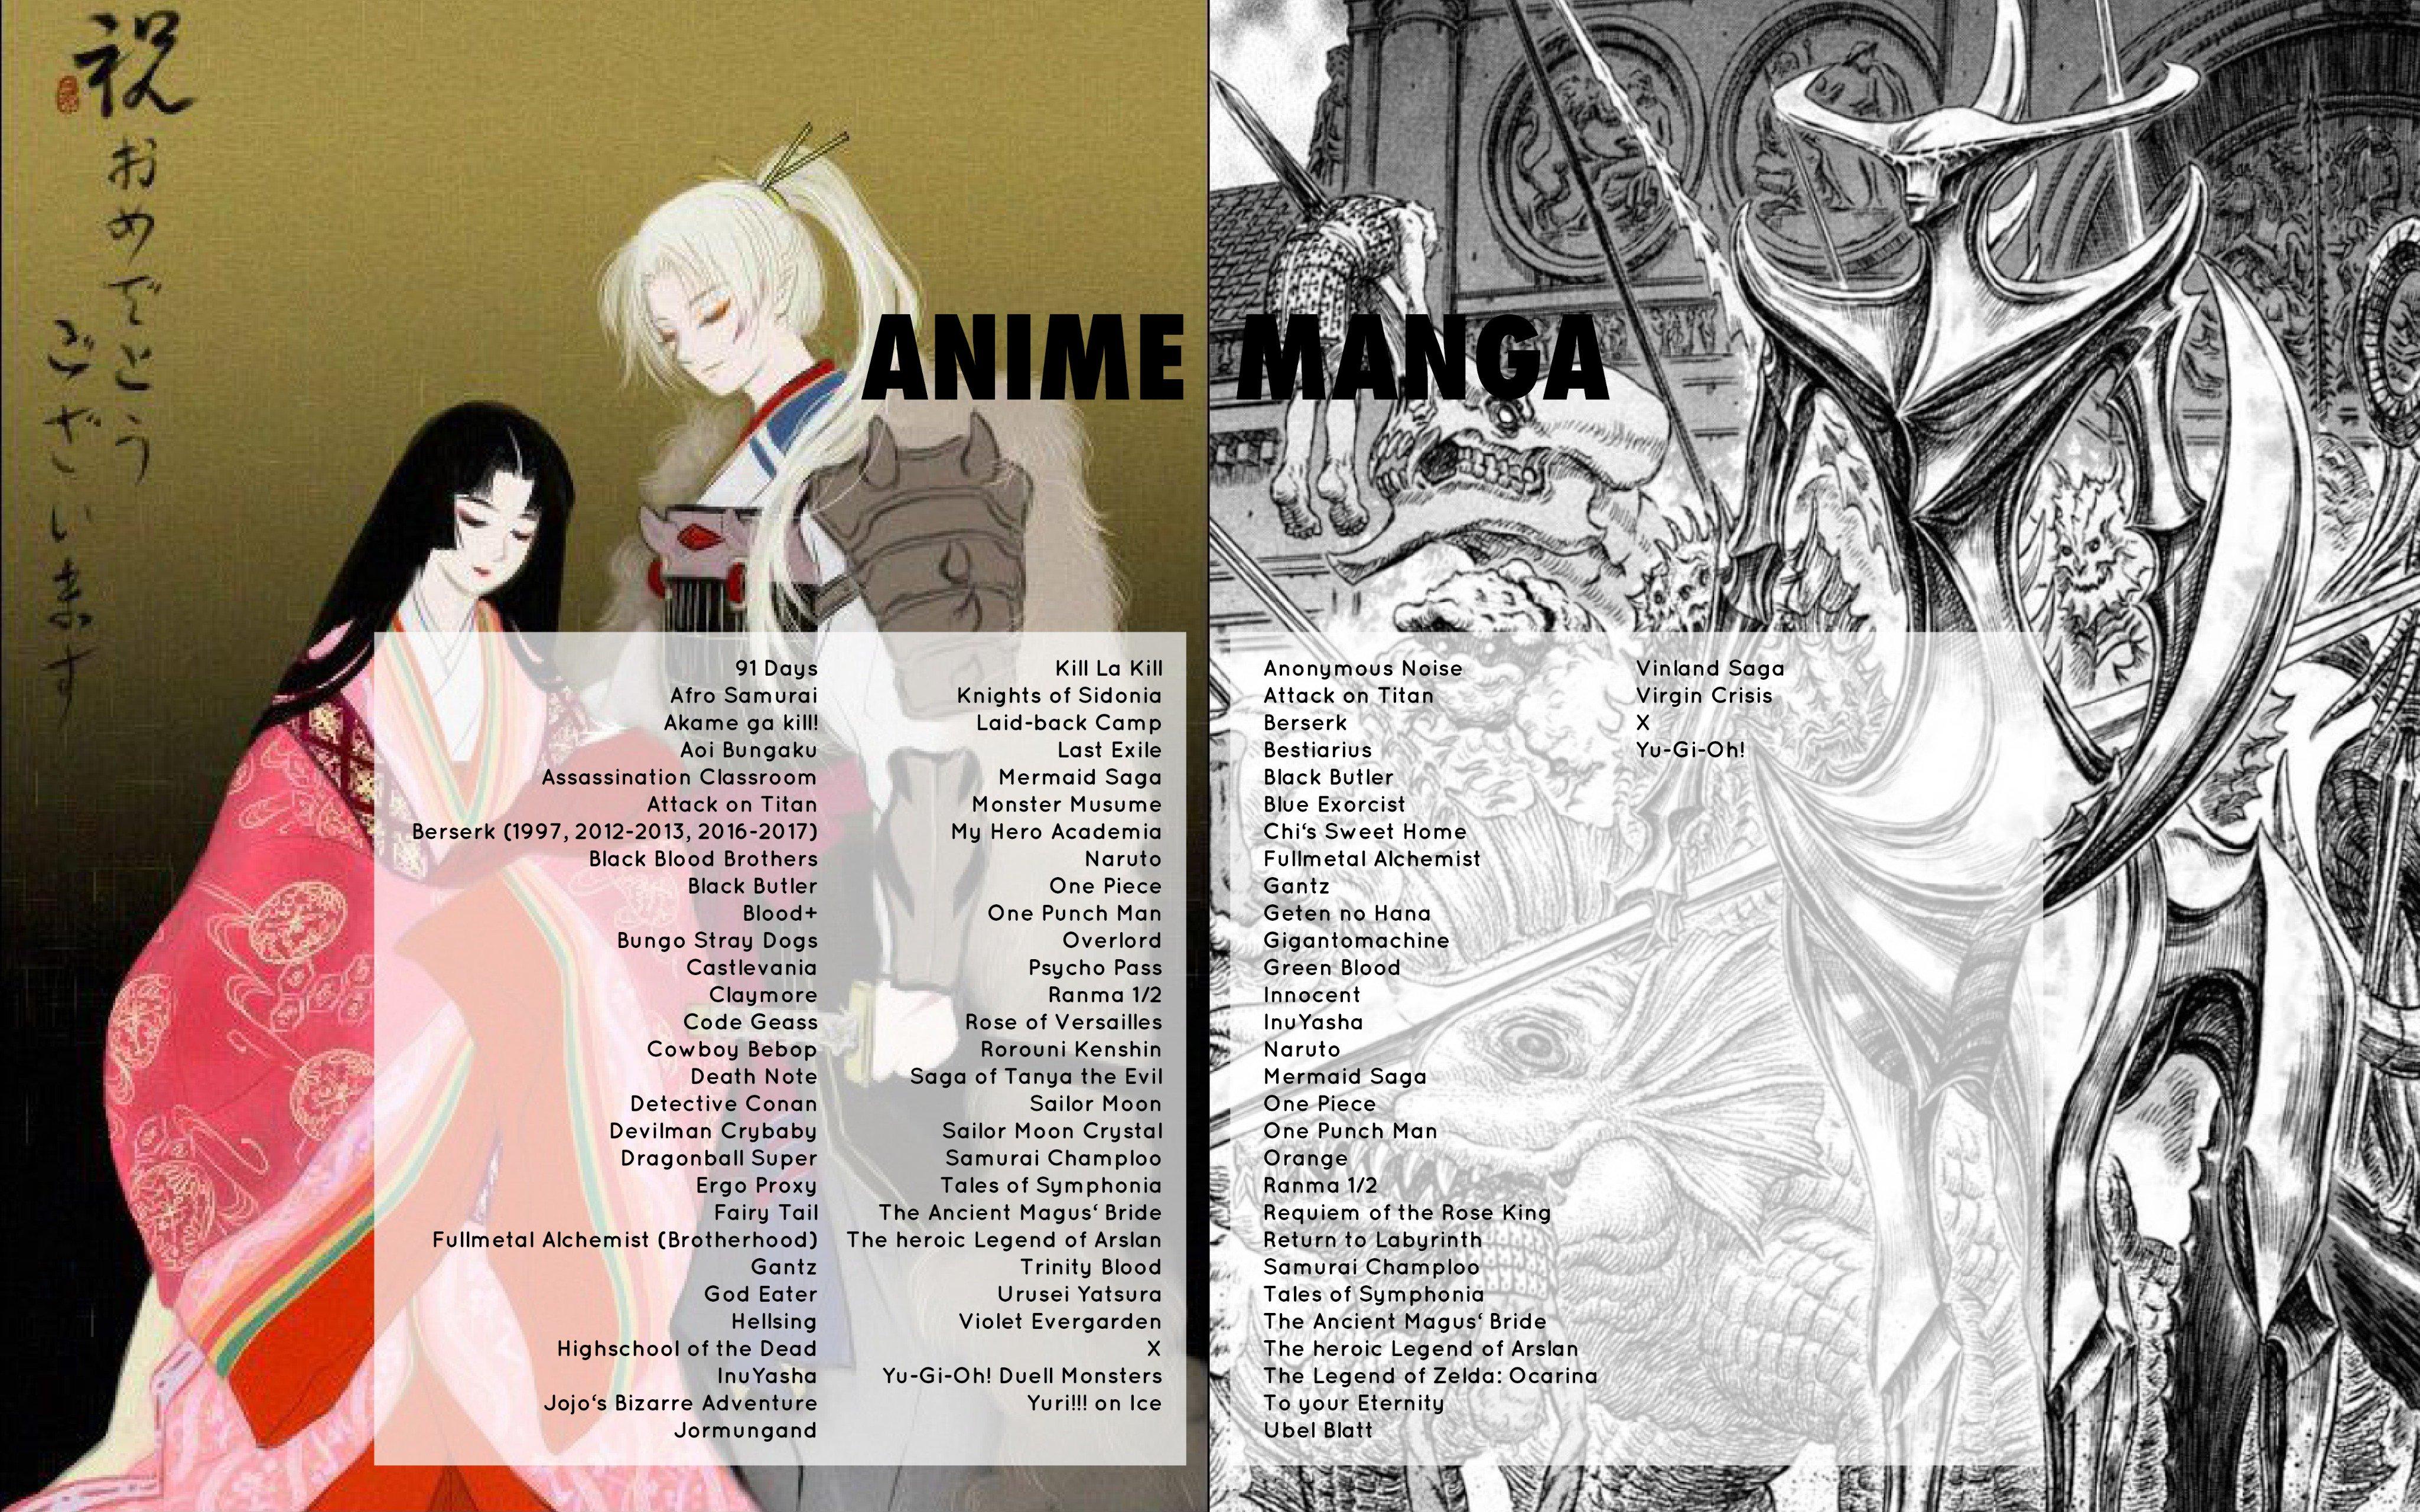 祝
おめでとう
ございます
ANIME MANGA
91 Days
Afro Samurai
Akame ga kill!
Aoi Bungaku
Assassination Classroom
Attack on Titan
Berserk (1997, 2012-2013, 2016-2017)
Black Blood Brothers
Black Butler
Blood+
Bungo Stray Dogs
Castlevania
Claymore
Code Geass
Cowboy Bebop
Death Note
Detective Conan
Devilman Crybaby
Dragonball Super
Ergo Proxy
Fairy Tail
Fullmetal Alchemist (Brotherhood)
Gantz
God Eater
Hellsing
Highschool of the Dead
InuYasha
Jojo‘s Bizarre Adventure
Jormungand
Kill La Kill
Knights of Sidonia
Laid-back Camp
Last Exile
Mermaid Saga
Monster Musume
My Hero Academia
Naruto
One Piece
One Punch Man
Overlord
Psycho Pass
Ranma 1/2
Rose of Versailles
Rorouni Kenshin
Saga of Tanya the Evil
Sailor Moon
Sailor Moon Crystal
Samurai Champloo
Tales of Symphonia
The Ancient Magus‘ Bride
The heroic Legend of Arslan
Trinity Blood
Urusei Yatsura
Violet Evergarden
X
Yu-Gi-Oh! Duell Monsters
Yuri!!! on Ice
Anonymous Noise
Attack on Titan
Berserk
Bestiarius
Black Butler
Blue Exorcist
Chi‘s Sweet Home
Fullmetal Alchemist
Gantz
Geten no Hana
Gigantomachine
Green Blood
Innocent
InuYasha
Naruto
Mermaid Saga
One Piece
One Punch Man
Orange
Ranma 1/2
Requiem of the Rose King
Return to Labyrinth
Samurai Champloo
Tales of Symphonia
The Ancient Magus‘ Bride
The heroic Legend of Arslan
The Legend of Zelda: Ocarina
To your Eternity
Ubel Blatt
Vinland Saga
Virgin Crisis
X
Yu-Gi-Oh!